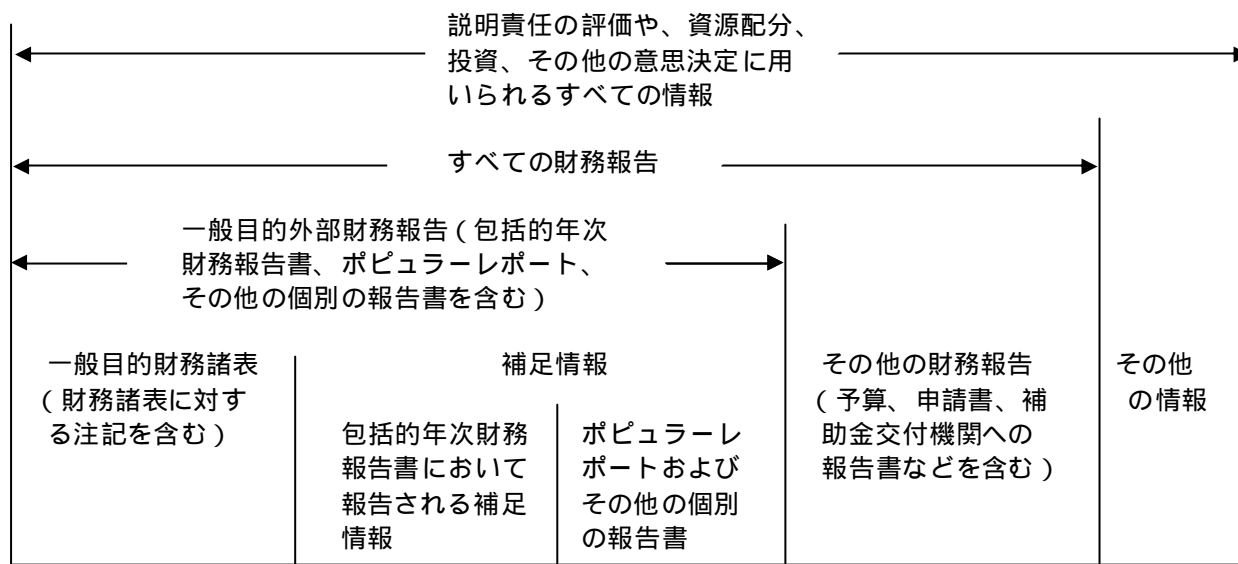 説明責任の評価や、資源配分、
投資、その他の意思決定に用
いられるすべての情報
すべての財務報告
一般目的外部財務報告(包括的年次
財務報告書、ポピュラーレポート、
その他の個別の報告書を含む)
一般目的財務諸表
(財務諸表に対す
る注記を含む)
補足情報
包括的年次財務
報告書において
報告される補足
情報
ポピュラーレ
ポートおよび
その他の個別
の報告書
その他の財務報告
(予算、申請書、補
助金交付機関への
報告書などを含む)
その他
の情報